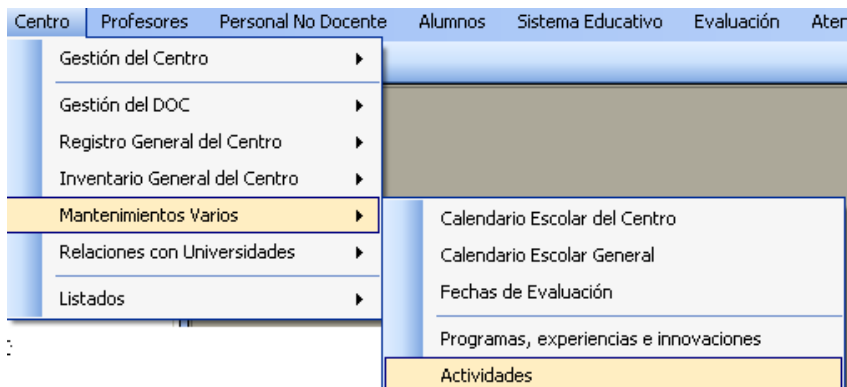 Centro Profesores Personal No Docente Alumnos Sistema Educativo Evaluación
Gestión del Centro
Gestión del DOC
Registro General del Centro
Inventario General del Centro
Mantenimientos Varios
Relaciones con Universidades
Listados
Calendario Escolar del Centro
Calendario Escolar General
Fechas de Evaluación
Programas, experiencias e innovaciones
Actividades